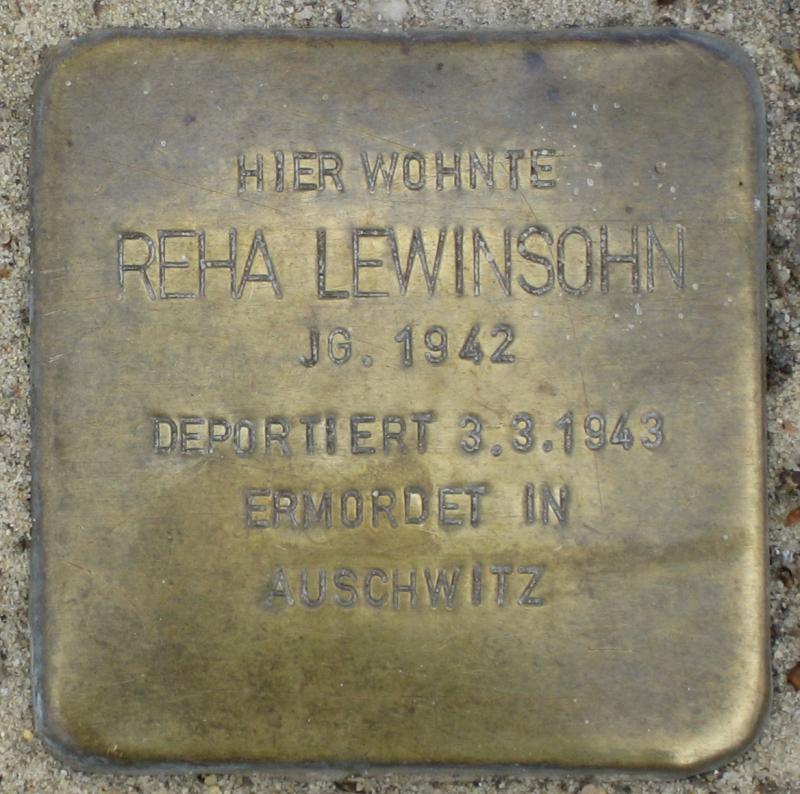 HIER WOHNTE
REHA LEWINSOHN
JG. 1942
DEPORTIERT 3.3.1943
ERMORDET IN
AUSCHWITZ